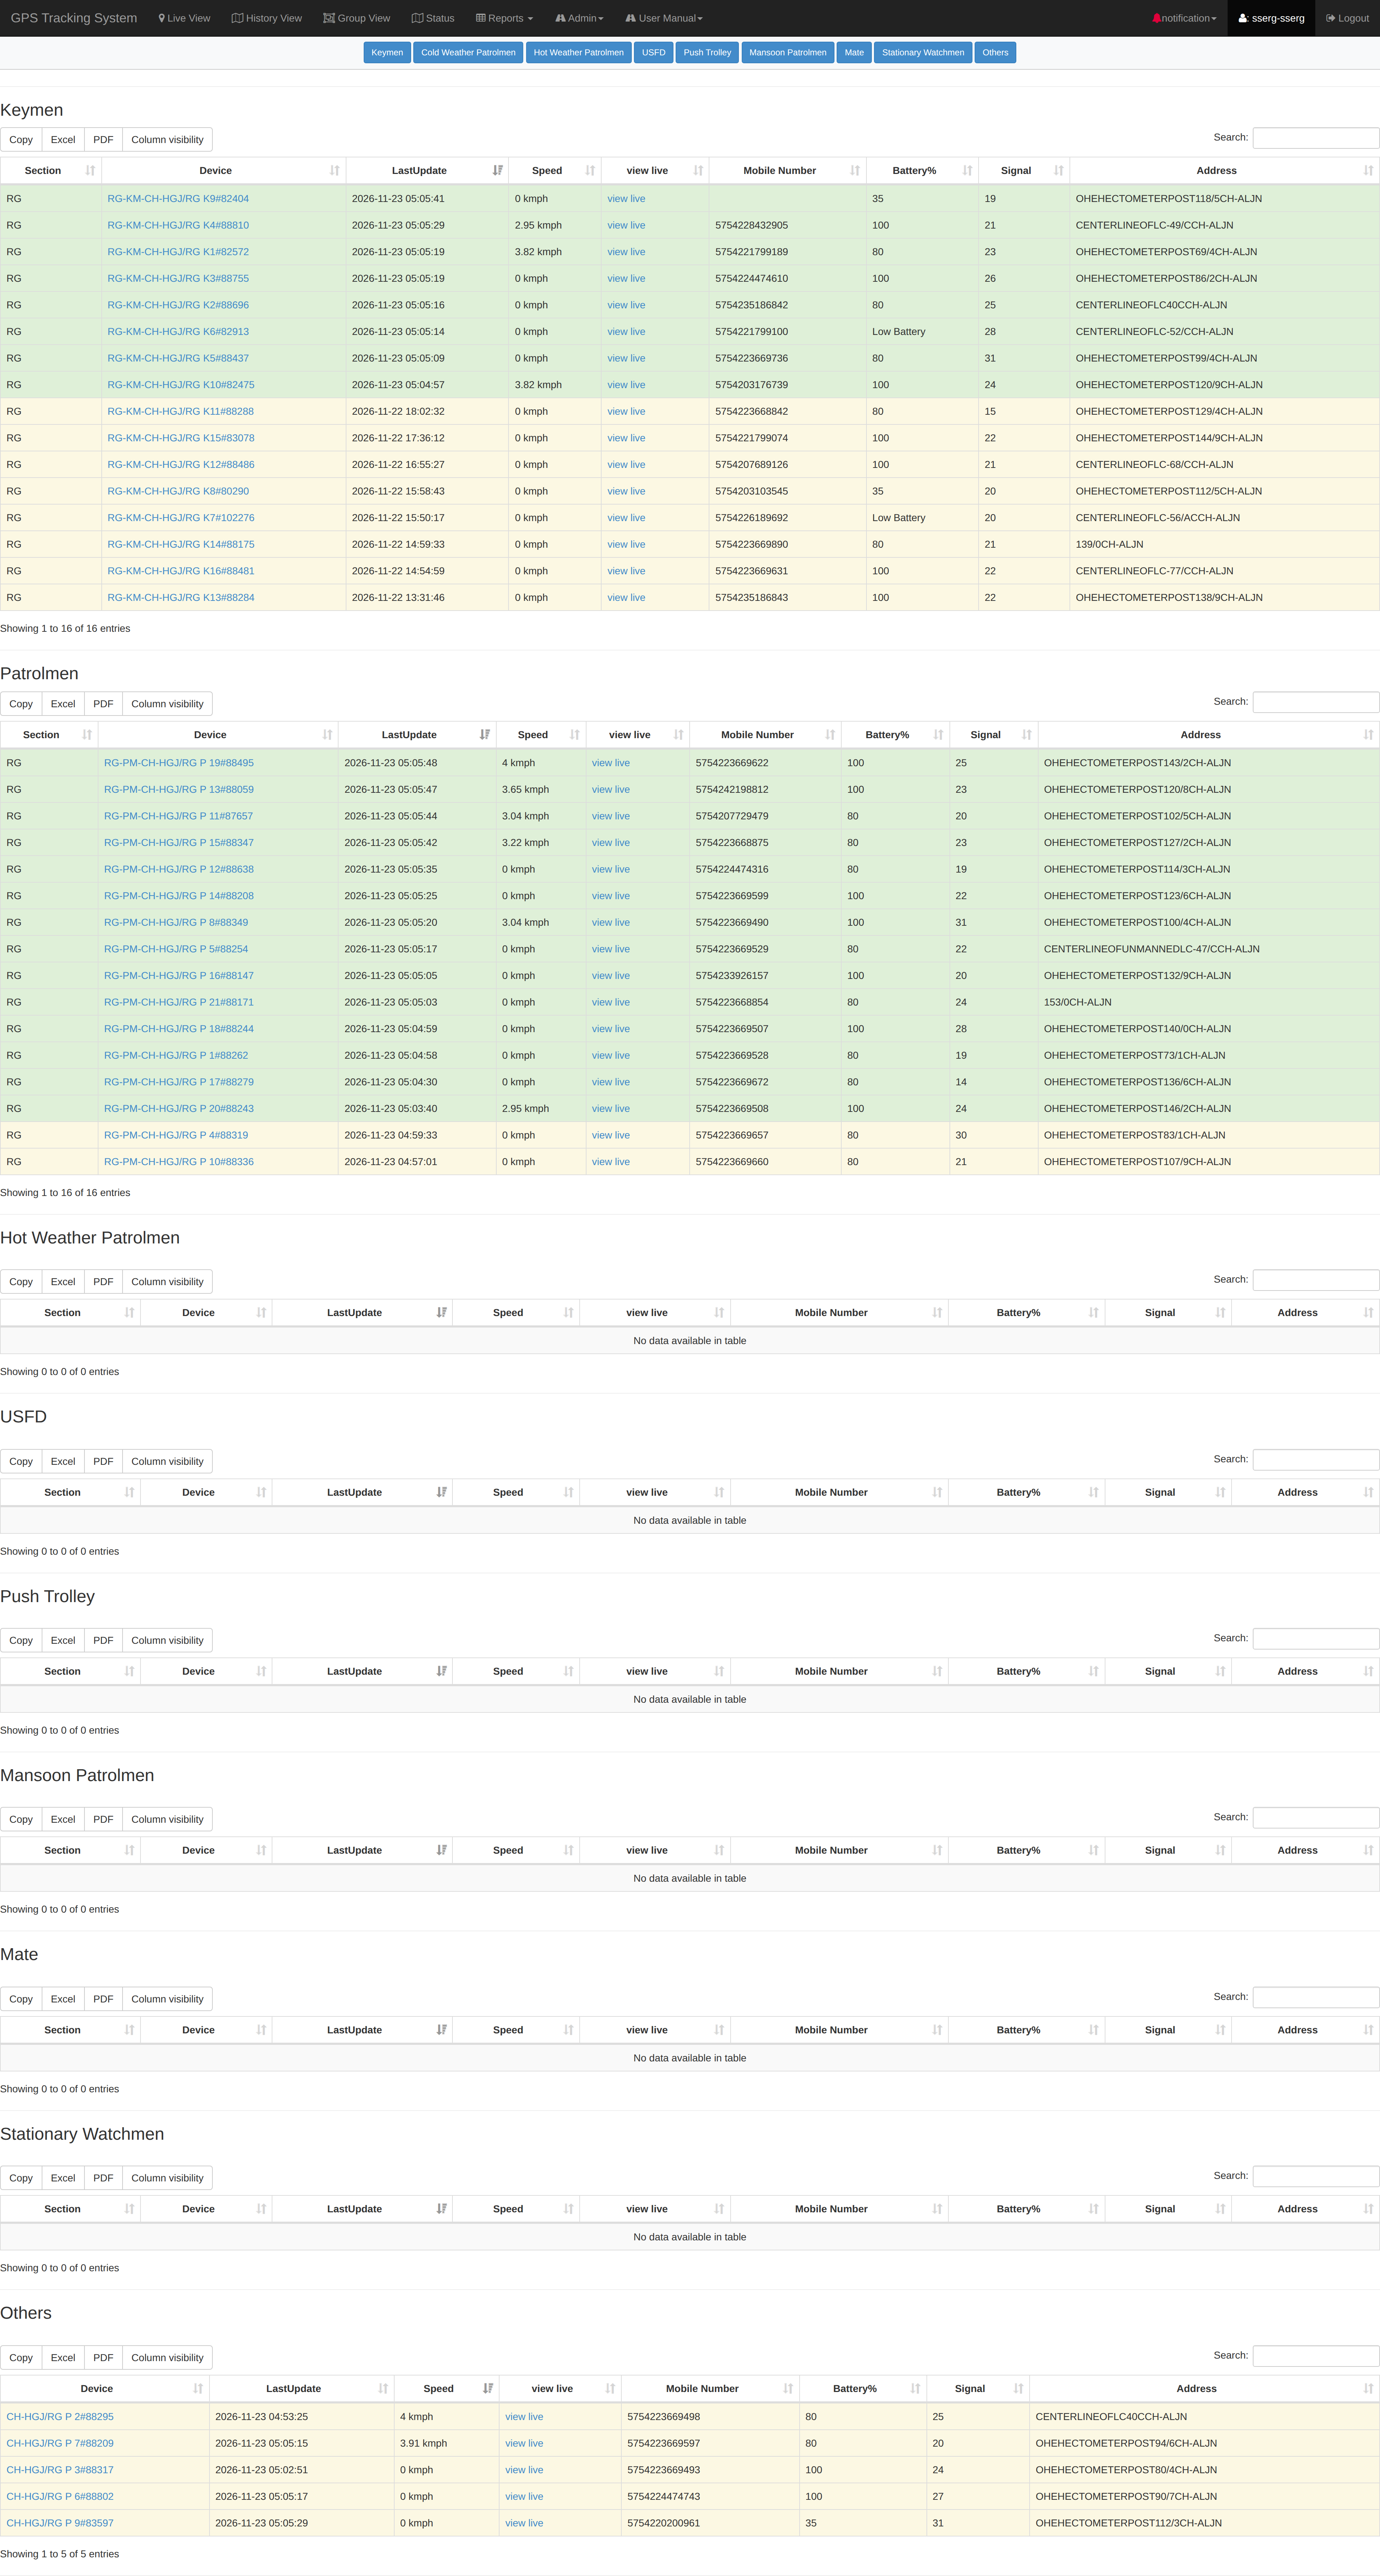 GPS Tracking System Live View History View Group View Status Reports Admin User Manual notification : sserg-sserg Logout
Keymen Cold Weather Patrolmen Hot Weather Patrolmen USFD Push Trolley Mansoon Patrolmen Mate Stationary Watchmen Others
Keymen
Copy Excel PDF Column visibility Search:
Section Device LastUpdate Speed view live Mobile Number Battery% Signal Address
RG RG-KM-CH-HGJ/RG K9#82404 2026-11-23 05:05:41 0 kmph view live 35 19 OHEHECTOMETERPOST118/5CH-ALJN
RG RG-KM-CH-HGJ/RG K4#88810 2026-11-23 05:05:29 2.95 kmph view live 5754228432905 100 21 CENTERLINEOFLC-49/CCH-ALJN
RG RG-KM-CH-HGJ/RG K1#82572 2026-11-23 05:05:19 3.82 kmph view live 5754221799189 80 23 OHEHECTOMETERPOST69/4CH-ALJN
RG RG-KM-CH-HGJ/RG K3#88755 2026-11-23 05:05:19 0 kmph view live 5754224474610 100 26 OHEHECTOMETERPOST86/2CH-ALJN
RG RG-KM-CH-HGJ/RG K2#88696 2026-11-23 05:05:16 0 kmph view live 5754235186842 80 25 CENTERLINEOFLC40CCH-ALJN
RG RG-KM-CH-HGJ/RG K6#82913 2026-11-23 05:05:14 0 kmph view live 5754221799100 Low Battery 28 CENTERLINEOFLC-52/CCH-ALJN
RG RG-KM-CH-HGJ/RG K5#88437 2026-11-23 05:05:09 0 kmph view live 5754223669736 80 31 OHEHECTOMETERPOST99/4CH-ALJN
RG RG-KM-CH-HGJ/RG K10#82475 2026-11-23 05:04:57 3.82 kmph view live 5754203176739 100 24 OHEHECTOMETERPOST120/9CH-ALJN
RG RG-KM-CH-HGJ/RG K11#88288 2026-11-22 18:02:32 0 kmph view live 5754223668842 80 15 OHEHECTOMETERPOST129/4CH-ALJN
RG RG-KM-CH-HGJ/RG K15#83078 2026-11-22 17:36:12 0 kmph view live 5754221799074 100 22 OHEHECTOMETERPOST144/9CH-ALJN
RG RG-KM-CH-HGJ/RG K12#88486 2026-11-22 16:55:27 0 kmph view live 5754207689126 100 21 CENTERLINEOFLC-68/CCH-ALJN
RG RG-KM-CH-HGJ/RG K8#80290 2026-11-22 15:58:43 0 kmph view live 5754203103545 35 20 OHEHECTOMETERPOST112/5CH-ALJN
RG RG-KM-CH-HGJ/RG K7#102276 2026-11-22 15:50:17 0 kmph view live 5754226189692 Low Battery 20 CENTERLINEOFLC-56/ACCH-ALJN
RG RG-KM-CH-HGJ/RG K14#88175 2026-11-22 14:59:33 0 kmph view live 5754223669890 80 21 139/0CH-ALJN
RG RG-KM-CH-HGJ/RG K16#88481 2026-11-22 14:54:59 0 kmph view live 5754223669631 100 22 CENTERLINEOFLC-77/CCH-ALJN
RG RG-KM-CH-HGJ/RG K13#88284 2026-11-22 13:31:46 0 kmph view live 5754235186843 100 22 OHEHECTOMETERPOST138/9CH-ALJN
Showing 1 to 16 of 16 entries
Patrolmen
Copy Excel PDF Column visibility Search:
Section Device LastUpdate Speed view live Mobile Number Battery% Signal Address
RG RG-PM-CH-HGJ/RG P 19#88495 2026-11-23 05:05:48 4 kmph view live 5754223669622 100 25 OHEHECTOMETERPOST143/2CH-ALJN
RG RG-PM-CH-HGJ/RG P 13#88059 2026-11-23 05:05:47 3.65 kmph view live 5754242198812 100 23 OHEHECTOMETERPOST120/8CH-ALJN
RG RG-PM-CH-HGJ/RG P 11#87657 2026-11-23 05:05:44 3.04 kmph view live 5754207729479 80 20 OHEHECTOMETERPOST102/5CH-ALJN
RG RG-PM-CH-HGJ/RG P 15#88347 2026-11-23 05:05:42 3.22 kmph view live 5754223668875 80 23 OHEHECTOMETERPOST127/2CH-ALJN
RG RG-PM-CH-HGJ/RG P 12#88638 2026-11-23 05:05:35 0 kmph view live 5754224474316 80 19 OHEHECTOMETERPOST114/3CH-ALJN
RG RG-PM-CH-HGJ/RG P 14#88208 2026-11-23 05:05:25 0 kmph view live 5754223669599 100 22 OHEHECTOMETERPOST123/6CH-ALJN
RG RG-PM-CH-HGJ/RG P 8#88349 2026-11-23 05:05:20 3.04 kmph view live 5754223669490 100 31 OHEHECTOMETERPOST100/4CH-ALJN
RG RG-PM-CH-HGJ/RG P 5#88254 2026-11-23 05:05:17 0 kmph view live 5754223669529 80 22 CENTERLINEOFUNMANNEDLC-47/CCH-ALJN
RG RG-PM-CH-HGJ/RG P 16#88147 2026-11-23 05:05:05 0 kmph view live 5754233926157 100 20 OHEHECTOMETERPOST132/9CH-ALJN
RG RG-PM-CH-HGJ/RG P 21#88171 2026-11-23 05:05:03 0 kmph view live 5754223668854 80 24 153/0CH-ALJN
RG RG-PM-CH-HGJ/RG P 18#88244 2026-11-23 05:04:59 0 kmph view live 5754223669507 100 28 OHEHECTOMETERPOST140/0CH-ALJN
RG RG-PM-CH-HGJ/RG P 1#88262 2026-11-23 05:04:58 0 kmph view live 5754223669528 80 19 OHEHECTOMETERPOST73/1CH-ALJN
RG RG-PM-CH-HGJ/RG P 17#88279 2026-11-23 05:04:30 0 kmph view live 5754223669672 80 14 OHEHECTOMETERPOST136/6CH-ALJN
RG RG-PM-CH-HGJ/RG P 20#88243 2026-11-23 05:03:40 2.95 kmph view live 5754223669508 100 24 OHEHECTOMETERPOST146/2CH-ALJN
RG RG-PM-CH-HGJ/RG P 4#88319 2026-11-23 04:59:33 0 kmph view live 5754223669657 80 30 OHEHECTOMETERPOST83/1CH-ALJN
RG RG-PM-CH-HGJ/RG P 10#88336 2026-11-23 04:57:01 0 kmph view live 5754223669660 80 21 OHEHECTOMETERPOST107/9CH-ALJN
Showing 1 to 16 of 16 entries
Hot Weather Patrolmen
Copy Excel PDF Column visibility Search:
Section Device LastUpdate Speed view live Mobile Number Battery% Signal Address
No data available in table
Showing 0 to 0 of 0 entries
USFD
Copy Excel PDF Column visibility Search:
Section Device LastUpdate Speed view live Mobile Number Battery% Signal Address
No data available in table
Showing 0 to 0 of 0 entries
Push Trolley
Copy Excel PDF Column visibility Search:
Section Device LastUpdate Speed view live Mobile Number Battery% Signal Address
No data available in table
Showing 0 to 0 of 0 entries
Mansoon Patrolmen
Copy Excel PDF Column visibility Search:
Section Device LastUpdate Speed view live Mobile Number Battery% Signal Address
No data available in table
Showing 0 to 0 of 0 entries
Mate
Copy Excel PDF Column visibility Search:
Section Device LastUpdate Speed view live Mobile Number Battery% Signal Address
No data available in table
Showing 0 to 0 of 0 entries
Stationary Watchmen
Copy Excel PDF Column visibility Search:
Section Device LastUpdate Speed view live Mobile Number Battery% Signal Address
No data available in table
Showing 0 to 0 of 0 entries
Others
Copy Excel PDF Column visibility Search:
Device LastUpdate Speed view live Mobile Number Battery% Signal Address
CH-HGJ/RG P 2#88295 2026-11-23 04:53:25 4 kmph view live 5754223669498 80 25 CENTERLINEOFLC40CCH-ALJN
CH-HGJ/RG P 7#88209 2026-11-23 05:05:15 3.91 kmph view live 5754223669597 80 20 OHEHECTOMETERPOST94/6CH-ALJN
CH-HGJ/RG P 3#88317 2026-11-23 05:02:51 0 kmph view live 5754223669493 100 24 OHEHECTOMETERPOST80/4CH-ALJN
CH-HGJ/RG P 6#88802 2026-11-23 05:05:17 0 kmph view live 5754224474743 100 27 OHEHECTOMETERPOST90/7CH-ALJN
CH-HGJ/RG P 9#83597 2026-11-23 05:05:29 0 kmph view live 5754220200961 35 31 OHEHECTOMETERPOST112/3CH-ALJN
Showing 1 to 5 of 5 entries